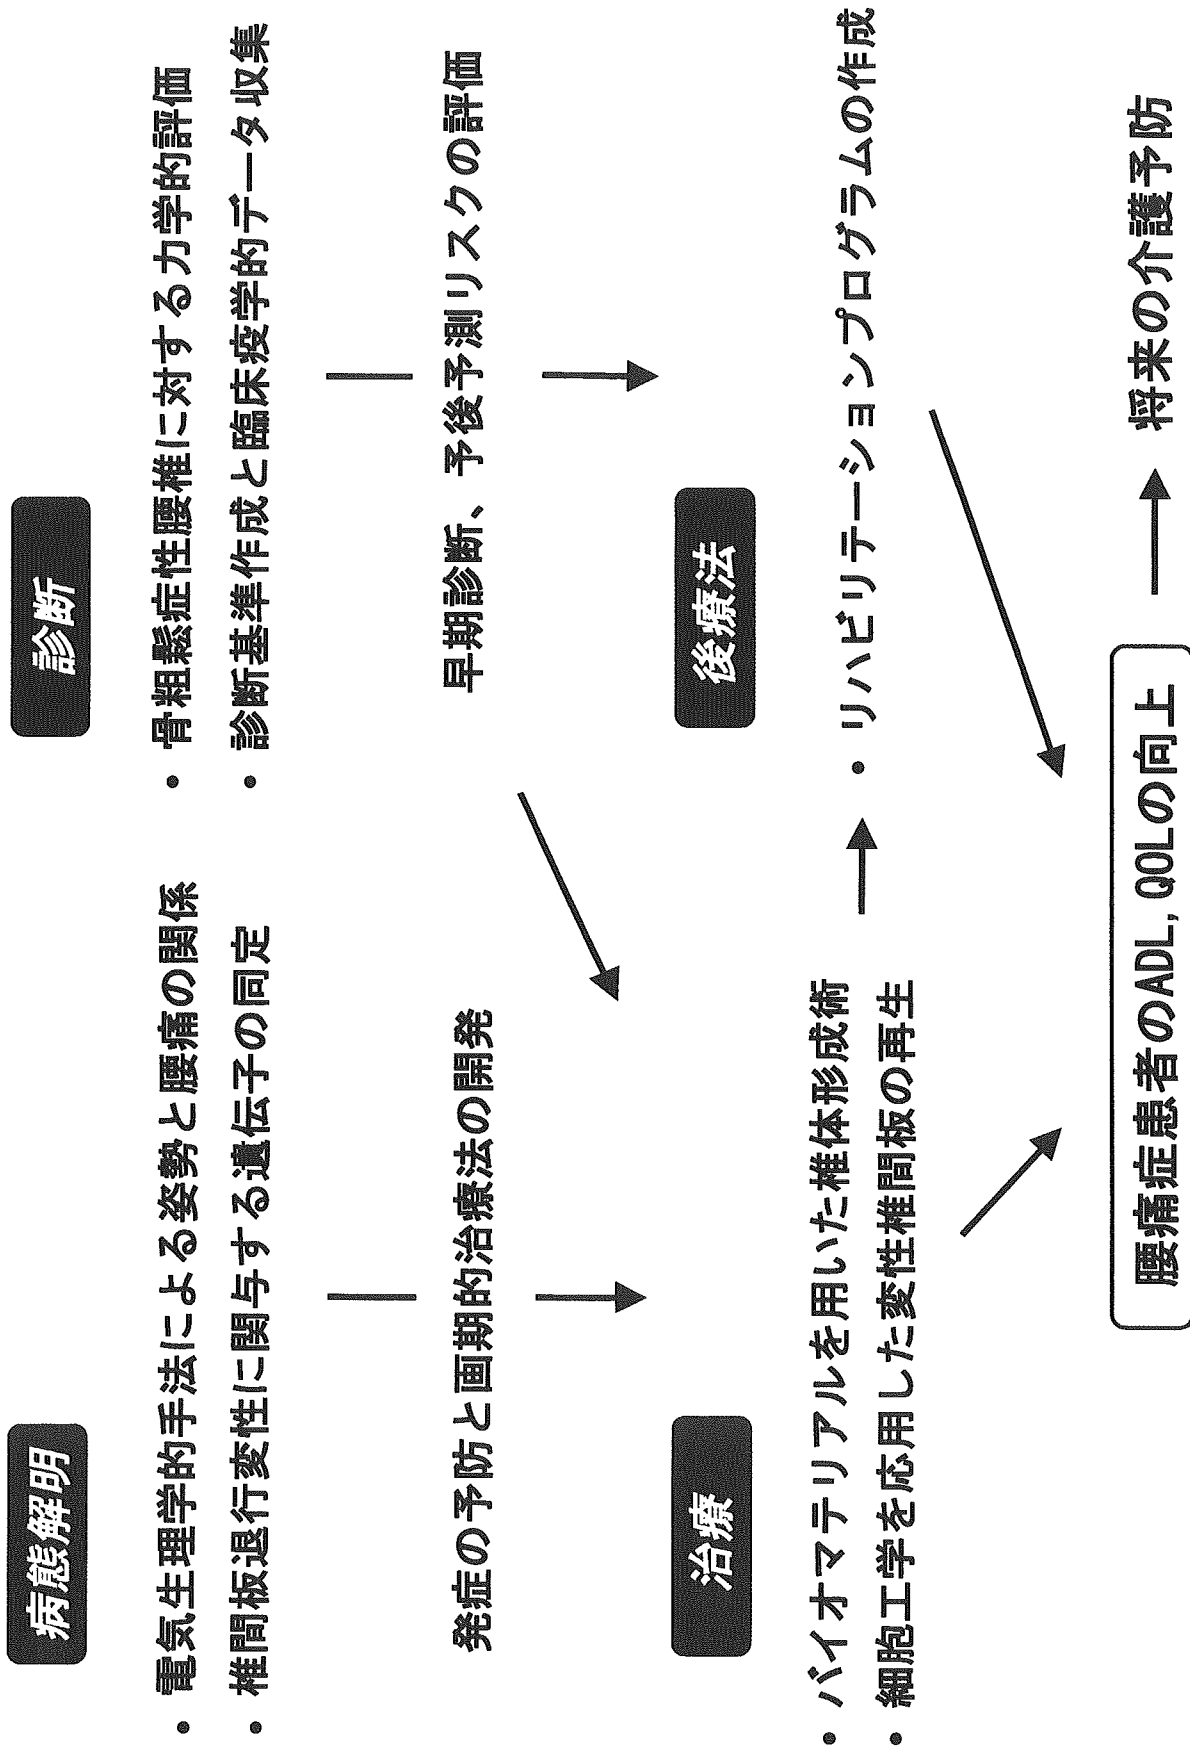 病態解明
・電気生理学的手法による姿勢と腰痛の関係
・椎間板退行変性に関与する遺伝子の同定
発症の予防と画期的治療法の開発
診断
・骨粗鬆症性腰椎に対する力学的評価
・診断基準作成と臨床疫学的データ収集
早期診断、予後予測リスクの評価
治療
・バイオマテリアルを用いた椎体形成術
・細胞工学を応用した変性椎間板の再生
後療法
・リハビリテーションプログラムの作成
腰痛症患者のADL, QOLの向上
将来の介護予防